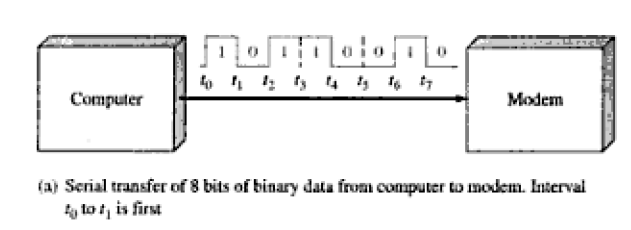 1 0 1 1 0 0 1 0
t0 t1 t2 t3 t4 t5 t6 t7
Computer
Modem
(a) Serial transfer of 8 bits of binary data from computer to modem. Interval
t0 to t1 is first